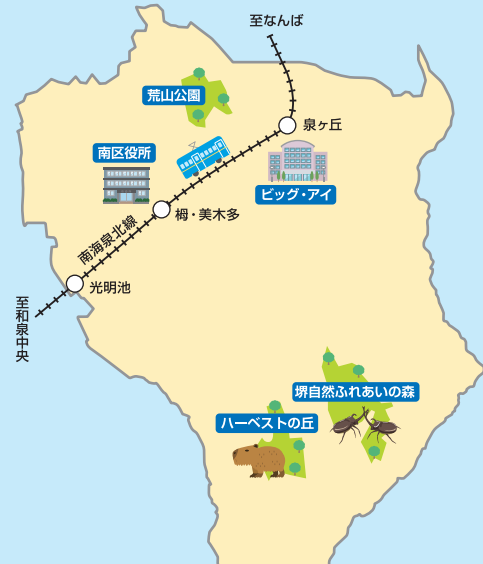 至なんば
荒山公園
泉ヶ丘
南区役所
ビッグ・アイ
栂・美木多
南海泉北線
光明池
至和泉中央
堺自然ふれあいの森
ハーベストの丘